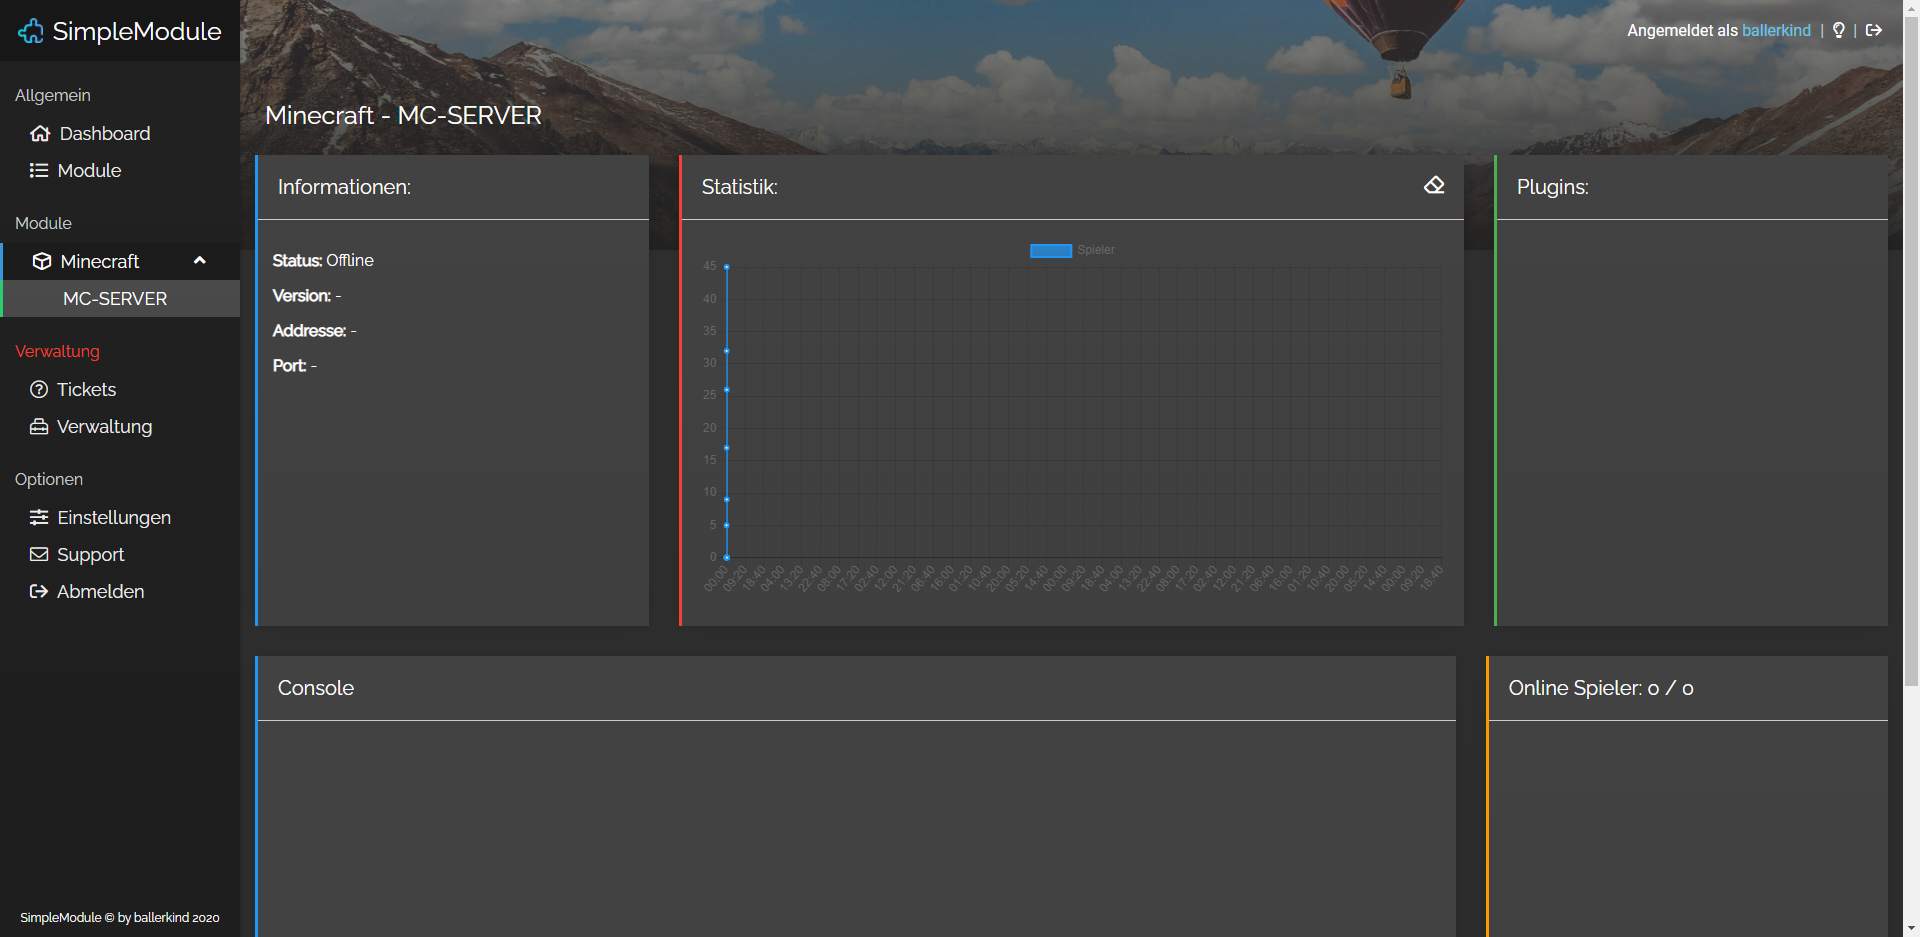 SimpleModule
Angemeldet als ballerkind | |
Allgemein
Dashboard
Module
Module
Minecraft
MC-SERVER
Verwaltung
Tickets
Verwaltung
Optionen
Einstellungen
Support
Abmelden
SimpleModule © by ballerkind 2020
Minecraft - MC-SERVER
Informationen:
Status: Offline
Version: -
Addresse: -
Port: -
Statistik:
Spieler
45
40
35
30
25
20
15
10
5
0
00:00 09:20 18:40 04:00 13:20 22:40 08:00 17:20 02:40 12:00 21:20 06:40 16:00 01:20 10:40 20:00 05:20 14:40 00:00 09:20 18:40 04:00 13:20 22:40 08:00 17:20 02:40 12:00 21:20 06:40 16:00 01:20 10:40 20:00 05:20 14:40 00:00 09:20 18:40
Plugins:
Console
Online Spieler: 0 / 0